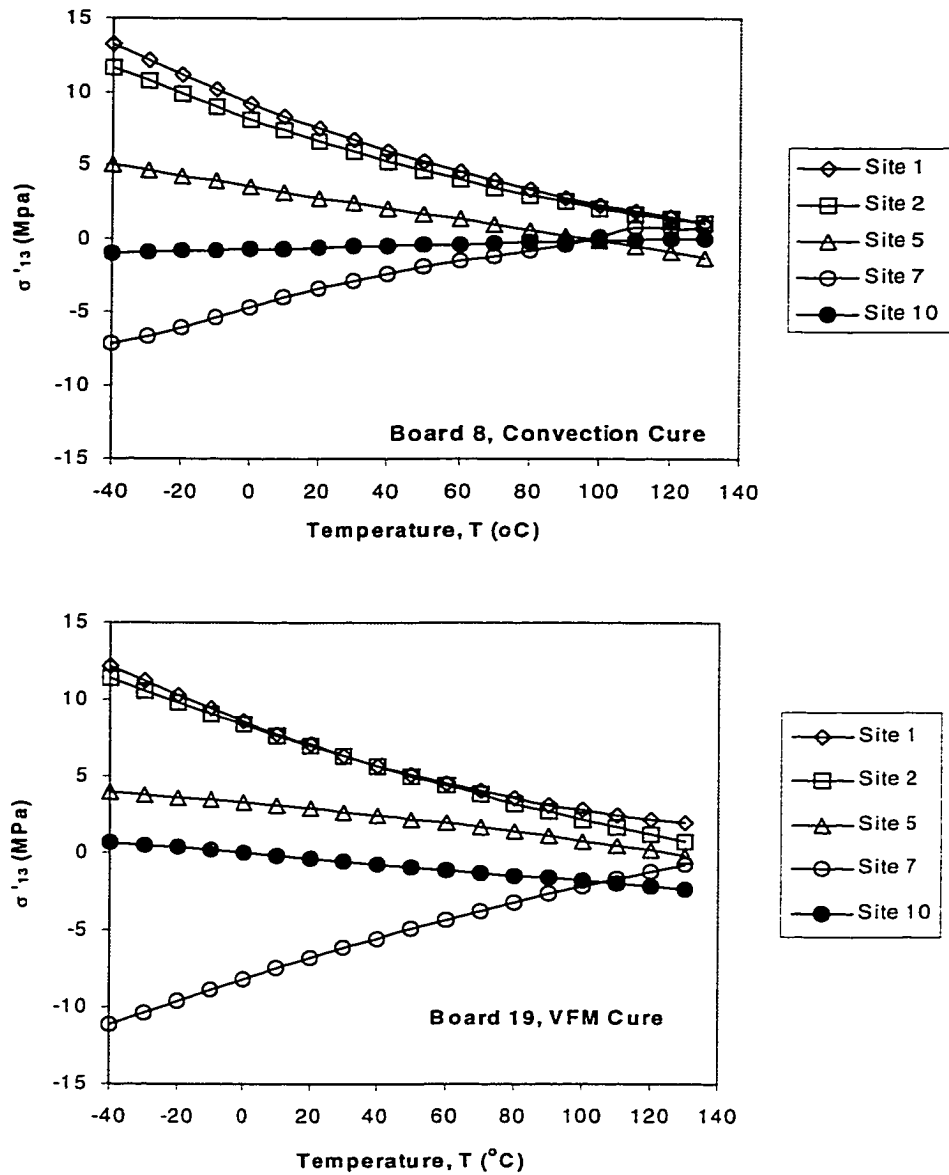 15
10
5
0
-5
-10
-15
σ'13 (Mpa)
Board 8, Convection Cure
-40 -20 0 20 40 60 80 100 120 140
Temperature, T (oC)
Site 1
Site 2
Site 5
Site 7
Site 10
15
10
5
0
-5
-10
-15
σ'13 (MPa)
Board 19, VFM Cure
-40 -20 0 20 40 60 80 100 120 140
Temperature, T (°C)
Site 1
Site 2
Site 5
Site 7
Site 10